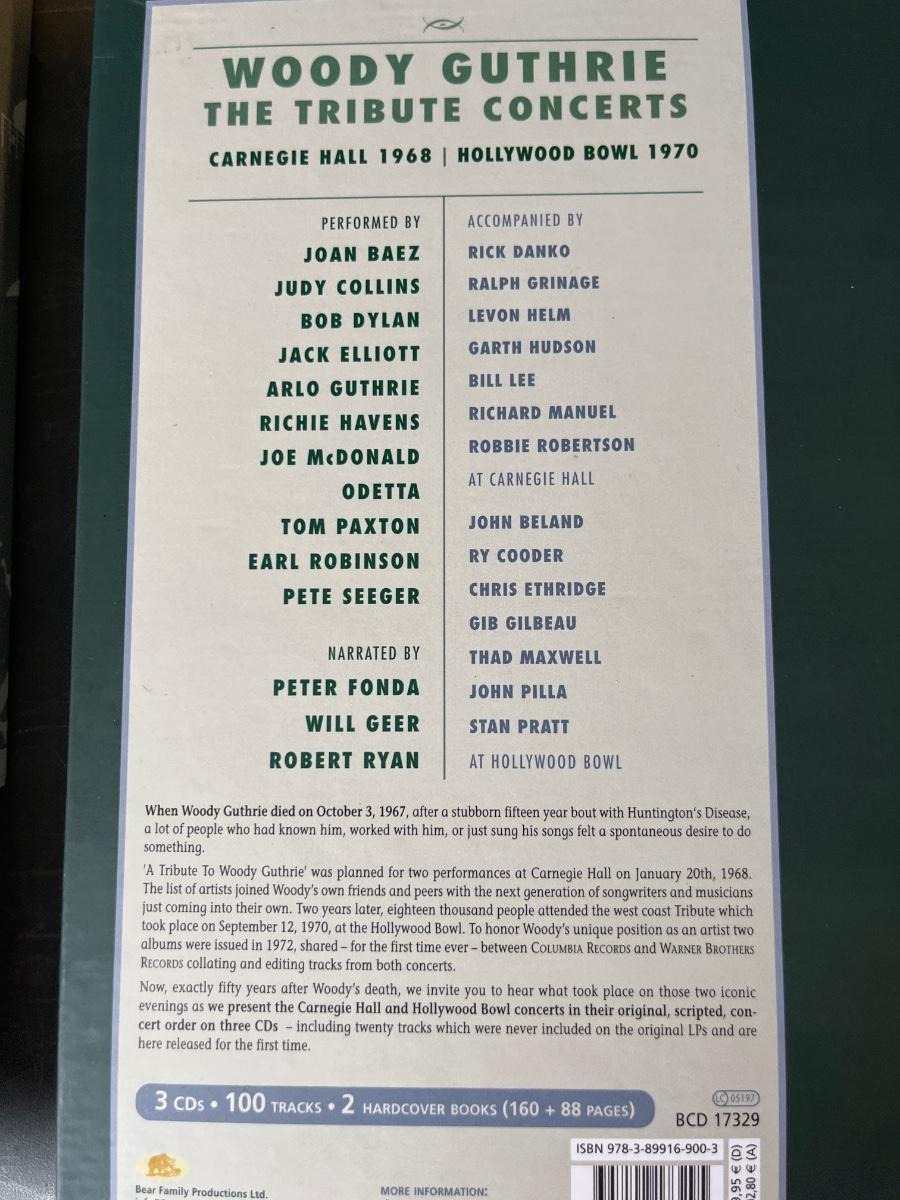 WOODY GUTHRIE
THE TRIBUTE CONCERTS
CARNEGIE HALL 1968 | HOLLYWOOD BOWL 1970
PERFORMED BY
JOAN BAEZ
JUDY COLLINS
BOB DYLAN
JACK ELLIOTT
ARLO GUTHRIE
RICHIE HAVENS
JOE McDONALD
ODETTA
TOM PAXTON
EARL ROBINSON
PETE SEEGER
NARRATED BY
PETER FONDA
WILL GEER
ROBERT RYAN
ACCOMPANIED BY
RICK DANKO
RALPH GRINAGE
LEVON HELM
GARTH HUDSON
BILL LEE
RICHARD MANUEL
ROBBIE ROBERTSON
AT CARNEGIE HALL
JOHN BELAND
RY COODER
CHRIS ETHRIDGE
GIB GILBEAU
THAD MAXWELL
JOHN PILLA
STAN PRATT
AT HOLLYWOOD BOWL
When Woody Guthrie died on October 3, 1967, after a stubborn fifteen year bout with Huntington's Disease,
a lot of people who had known him, worked with him, or just sung his songs felt a spontaneous desire to do
something.
'A Tribute To Woody Guthrie' was planned for two performances at Carnegie Hall on January 20th, 1968.
The list of artists joined Woody's own friends and peers with the next generation of songwriters and musicians
just coming into their own. Two years later, eighteen thousand people attended the west coast Tribute which
took place on September 12, 1970, at the Hollywood Bowl. To honor Woody's unique position as an artist two
albums were issued in 1972, shared – for the first time ever – between COLUMBIA RECORDS and WARNER BROTHERS
RECORDS collating and editing tracks from both concerts.
Now, exactly fifty years after Woody's death, we invite you to hear what took place on those two iconic
evenings as we present the Carnegie Hall and Hollywood Bowl concerts in their original, scripted, con-
cert order on three CDs – including twenty tracks which were never included on the original LPs and are
here released for the first time.
3 CDs • 100 TRACKS • 2 HARDCOVER BOOKS (160 + 88 PAGES)
LC 05197
BCD 17329
ISBN 978-3-89916-900-3
9,95 € (D)
2,80 € (A)
Bear Family Productions Ltd.
MORE INFORMATION: